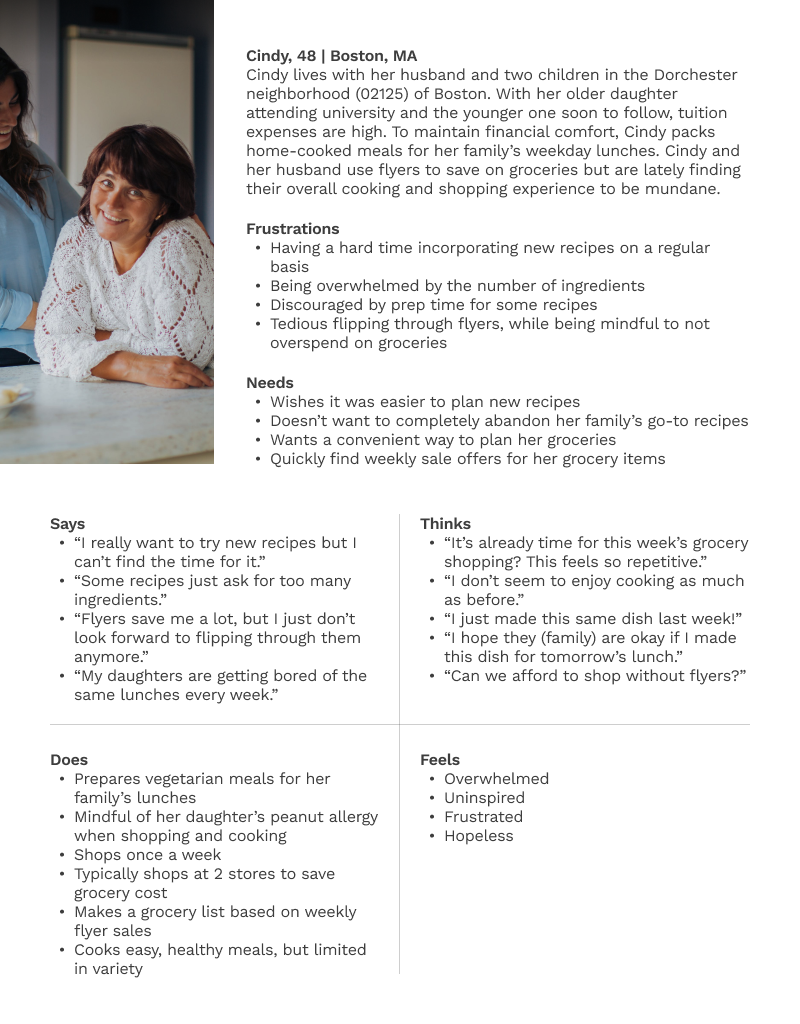 Cindy, 48 | Boston, MA
Cindy lives with her husband and two children in the Dorchester
neighborhood (02125) of Boston. With her older daughter
attending university and the younger one soon to follow, tuition
expenses are high. To maintain financial comfort, Cindy packs
home-cooked meals for her family’s weekday lunches. Cindy and
her husband use flyers to save on groceries but are lately finding
their overall cooking and shopping experience to be mundane.
Frustrations
• Having a hard time incorporating new recipes on a regular
basis
• Being overwhelmed by the number of ingredients
• Discouraged by prep time for some recipes
• Tedious flipping through flyers, while being mindful to not
overspend on groceries
Needs
• Wishes it was easier to plan new recipes
• Doesn’t want to completely abandon her family’s go-to recipes
• Wants a convenient way to plan her groceries
• Quickly find weekly sale offers for her grocery items
Says
• “I really want to try new recipes but I
can’t find the time for it.”
• “Some recipes just ask for too many
ingredients.”
• “Flyers save me a lot, but I just don’t
look forward to flipping through them
anymore.”
• “My daughters are getting bored of the
same lunches every week.”
Thinks
• “It’s already time for this week’s grocery
shopping? This feels so repetitive.”
• “I don’t seem to enjoy cooking as much
as before.”
• “I just made this same dish last week!”
• “I hope they (family) are okay if I made
this dish for tomorrow’s lunch.”
• “Can we afford to shop without flyers?”
Does
• Prepares vegetarian meals for her
family’s lunches
• Mindful of her daughter’s peanut allergy
when shopping and cooking
• Shops once a week
• Typically shops at 2 stores to save
grocery cost
• Makes a grocery list based on weekly
flyer sales
• Cooks easy, healthy meals, but limited
in variety
Feels
• Overwhelmed
• Uninspired
• Frustrated
• Hopeless